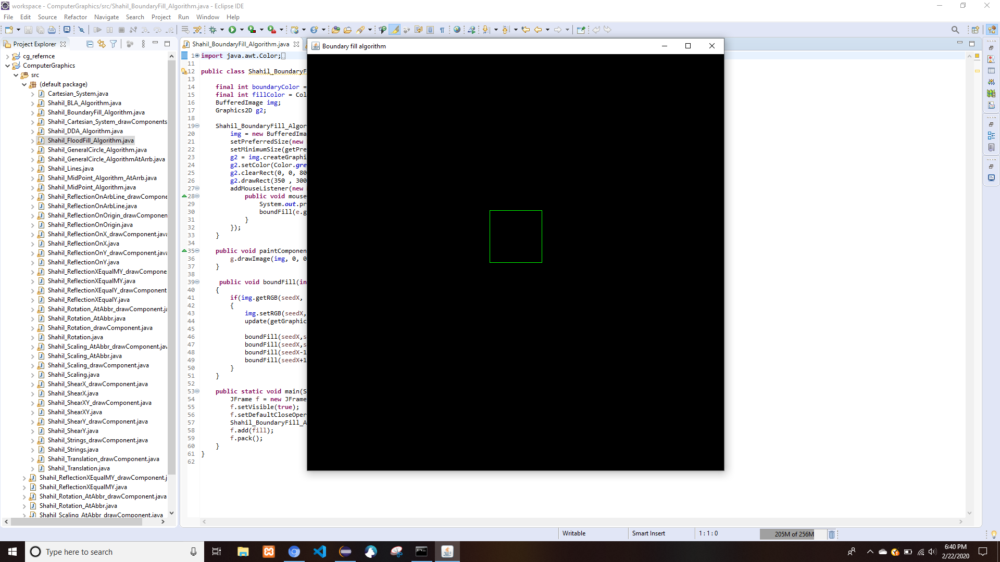 workspace - ComputerGraphics/src/Shahil_BoundaryFill_Algorithm.java - Eclipse IDE
File Edit Source Refactor Navigate Search Project Run Window Help
Project Explorer
cg_refernce
ComputerGraphics
src
(default package)
Cartesian_System.java
Shahil_BLA_Algorithm.java
Shahil_BoundaryFill_Algorithm.java
Shahil_Cartesian_System_drawComponents
Shahil_DDA_Algorithm.java
Shahil_FloodFill_Algorithm.java
Shahil_GeneralCircle_Algorithm.java
Shahil_GeneralCircle_AlgorithmAtArrb.java
Shahil_Lines.java
Shahil_MidPoint_Algorithm_AtArrb.java
Shahil_MidPoint_Algorithm.java
Shahil_ReflectionOnArbLine_drawCompone
Shahil_ReflectionOnArbLine.java
Shahil_ReflectionOnOrigin_drawComponen
Shahil_ReflectionOnOrigin.java
Shahil_ReflectionOnX_drawComponent.java
Shahil_ReflectionOnX.java
Shahil_ReflectionOnY_drawComponent.java
Shahil_ReflectionOnY.java
Shahil_ReflectionXEqualMY_drawCompone
Shahil_ReflectionXEqualMY.java
Shahil_ReflectionXEqualY_drawComponent
Shahil_ReflectionXEqualY.java
Shahil_Rotation_AtAbbr_drawComponent.ja
Shahil_Rotation_AtAbbr.java
Shahil_Rotation_drawComponent.java
Shahil_Rotation.java
Shahil_Scaling_AtAbbr_drawComponent.jav
Shahil_Scaling_AtAbbr.java
Shahil_Scaling_drawComponent.java
Shahil_Scaling.java
Shahil_ShearX_drawComponent.java
Shahil_ShearX.java
Shahil_ShearXY_drawComponent.java
Shahil_ShearXY.java
Shahil_ShearY_drawComponent.java
Shahil_ShearY.java
Shahil_Strings_drawComponent.java
Shahil_Strings.java
Shahil_Translation_drawComponent.java
Shahil_Translation.java
Shahil_ReflectionXEqualMY_drawComponent.j
Shahil_ReflectionXEqualMY.java
Shahil_Rotation_AtAbbr_drawComponent.java
Shahil_Rotation_AtAbbr.java
Shahil_Scaling_AtAbbr_drawComponent.java
Shahil_BoundaryFill_Algorithm.java
1 import java.awt.Color;
11
12 public class Shahil_BoundaryF
13
14 final int boundaryColor =
15 final int fillColor = Col
16 BufferedImage img;
17 Graphics2D g2;
18
19 Shahil_BoundaryFill_Algor
20 img = new BufferedIma
21 setPreferredSize(new
22 setMinimumSize(getPre
23 g2 = img.createGraphi
24 g2.setColor(Color.gre
25 g2.clearRect(0, 0, 80
26 g2.drawRect(350 , 300
27 addMouseListener(new
28 public void mouse
29 System.out.pr
30 boundFill(e.g
31 }
32 });
33 }
34
35 public void paintComponen
36 g.drawImage(img, 0, 0
37 }
38
39 public void boundFill(in
40 {
41 if(img.getRGB(seedX,
42 {
43 img.setRGB(seedX,
44 update(getGraphic
45
46 boundFill(seedX,s
47 boundFill(seedX,s
48 boundFill(seedX-1
49 boundFill(seedX+1
50 }
51 }
52
53 public static void main(S
54 JFrame f = new JFrame
55 f.setVisible(true);
56 f.setDefaultCloseOper
57 Shahil_BoundaryFill_A
58 f.add(fill);
59 f.pack();
60 }
61 }
62
Boundary fill algorithm
Writable Smart Insert 1 : 1 : 0 205M of 256M
Type here to search
6:40 PM
2/22/2020